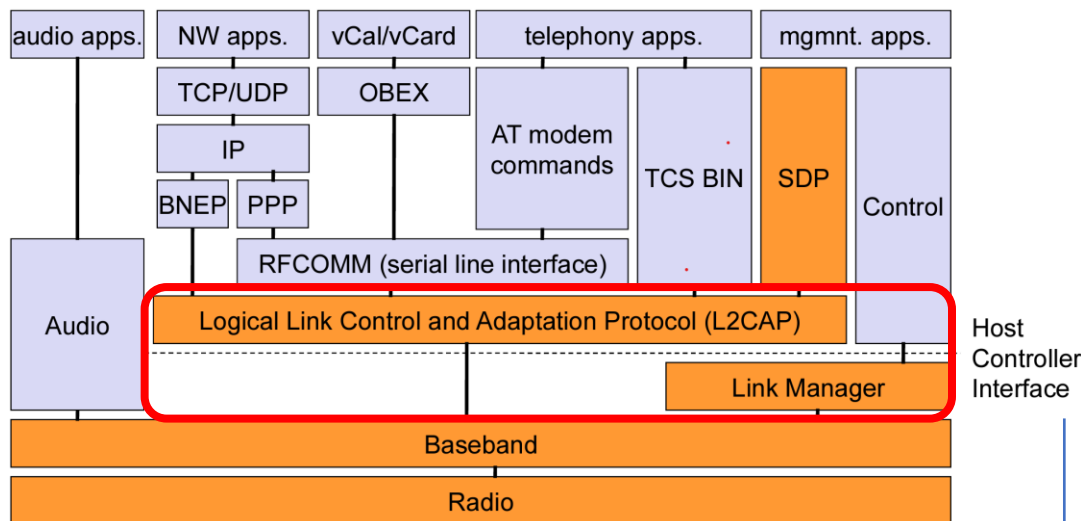 audio apps.
NW apps.
vCal/vCard
telephony apps.
mgmnt. apps.
TCP/UDP
OBEX
AT modem
commands
TCS BIN
SDP
Control
IP
BNEP
PPP
RFCOMM (serial line interface)
Audio
Logical Link Control and Adaptation Protocol (L2CAP)
Host
Controller
Interface
Link Manager
Baseband
Radio